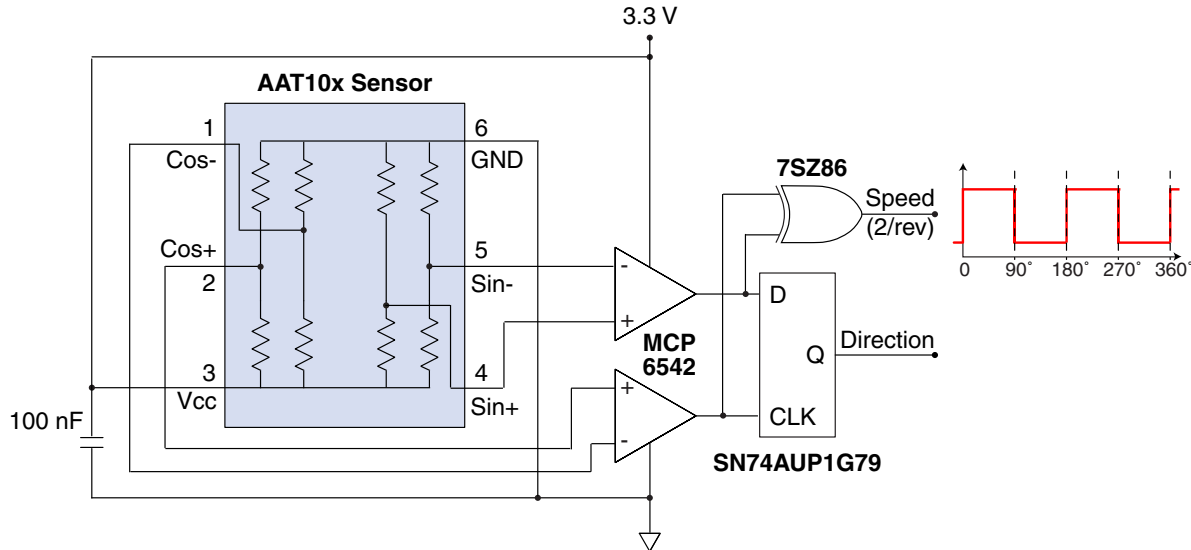 3.3 V
AAT10x Sensor
1
Cos-
6
GND
Cos+
2
5
Sin-
3
Vcc
4
Sin+
100 nF
-
+
MCP
6542
+
-
7SZ86
Speed
(2/rev)
D
Q
CLK
Direction
SN74AUP1G79
0 90° 180° 270° 360°